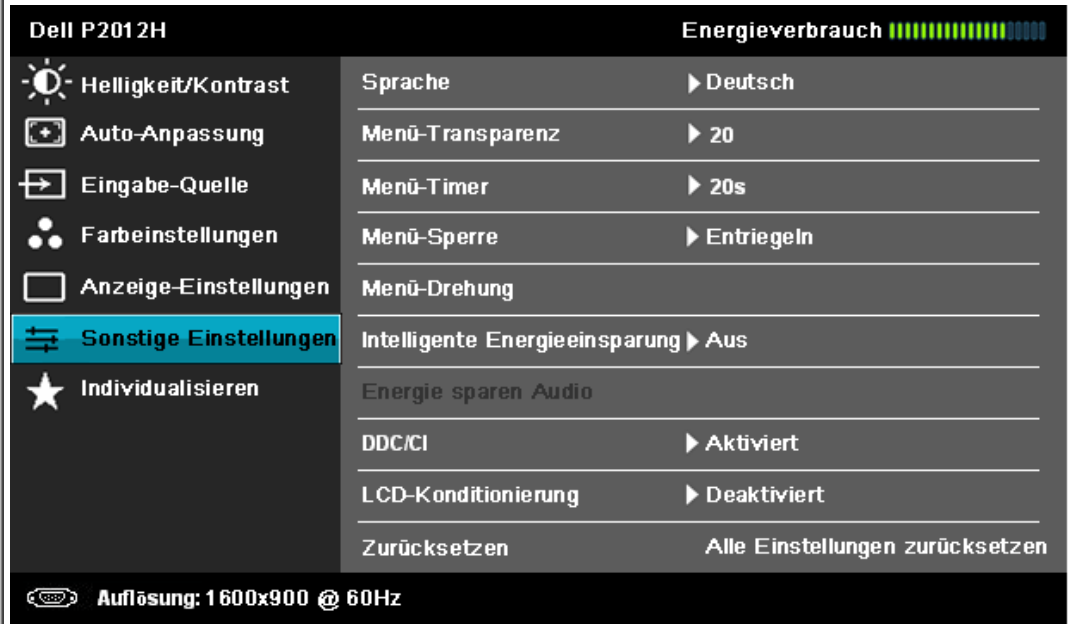 Dell P2012H Energieverbrauch
Helligkeit/Kontrast
Auto-Anpassung
Eingabe-Quelle
Farbeinstellungen
Anzeige-Einstellungen
Sonstige Einstellungen
Individualisieren
Sprache Deutsch
Menü-Transparenz 20
Menü-Timer 20s
Menü-Sperre Entriegeln
Menü-Drehung
Intelligente Energieeinsparung Aus
Energie sparen Audio
DDC/CI Aktiviert
LCD-Konditionierung Deaktiviert
Zurücksetzen Alle Einstellungen zurücksetzen
Auflösung: 1600x900 @ 60Hz